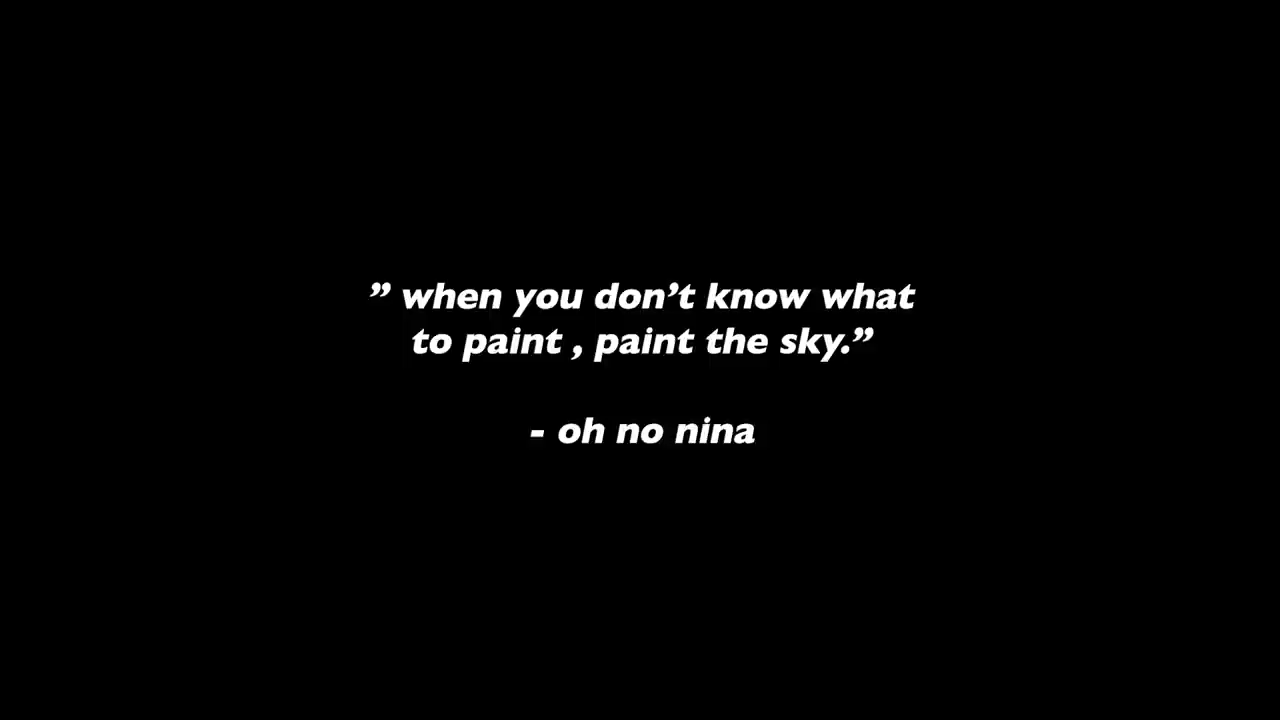 ” when you don’t know what
to paint , paint the sky.”
- oh no nina